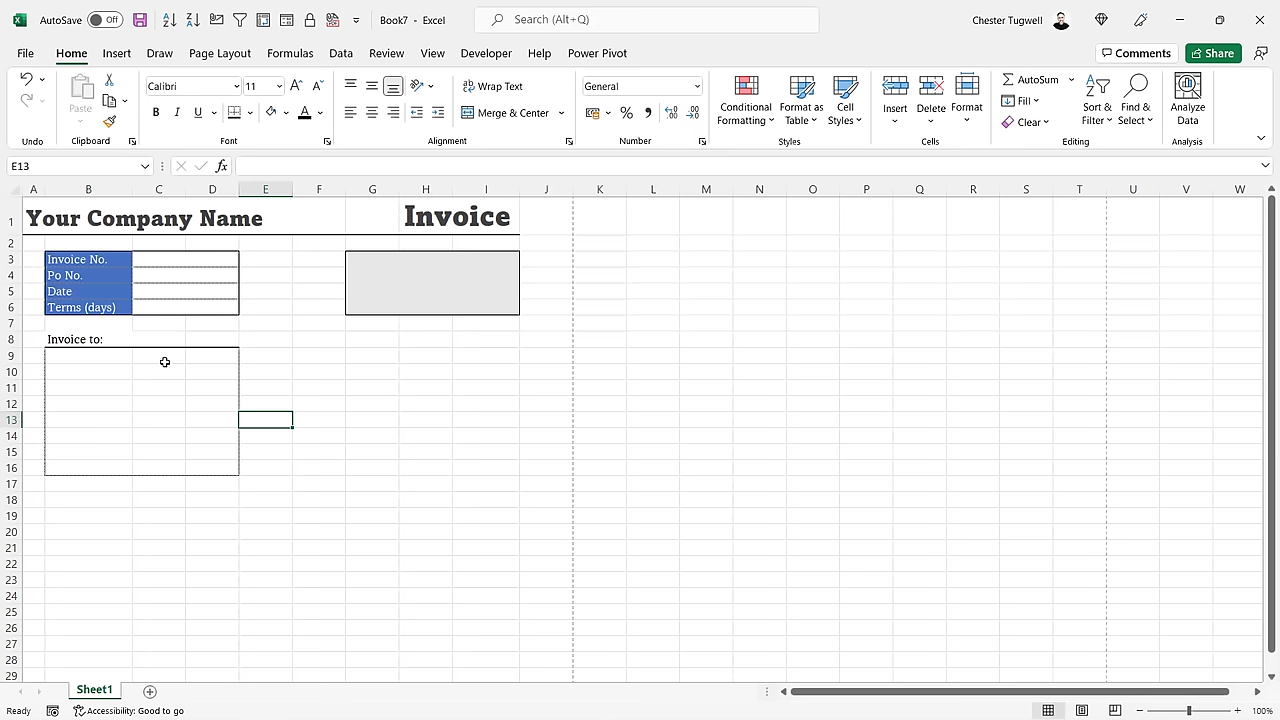 AutoSave Off Book7 - Excel Search (Alt+Q) Chester Tugwell
File Home Insert Draw Page Layout Formulas Data Review View Developer Help Power Pivot Comments Share
Paste Calibri 11 Wrap Text General Conditional Formatting Format as Table Cell Styles Insert Delete Format AutoSum Sort & Filter Find & Select Analyze Data
B I U Merge & Center % Fill
Clear
Undo Clipboard Font Alignment Number Styles Cells Editing Analysis
E13 fx
A B C D E F G H I J K L M N O P Q R S T U V W
1 Your Company Name Invoice
2
3 Invoice No.
4 Po No.
5 Date
6 Terms (days)
7
8 Invoice to:
9
10
11
12
13
14
15
16
17
18
19
20
21
22
23
24
25
26
27
28
29
Sheet1
Ready Accessibility: Good to go 100%